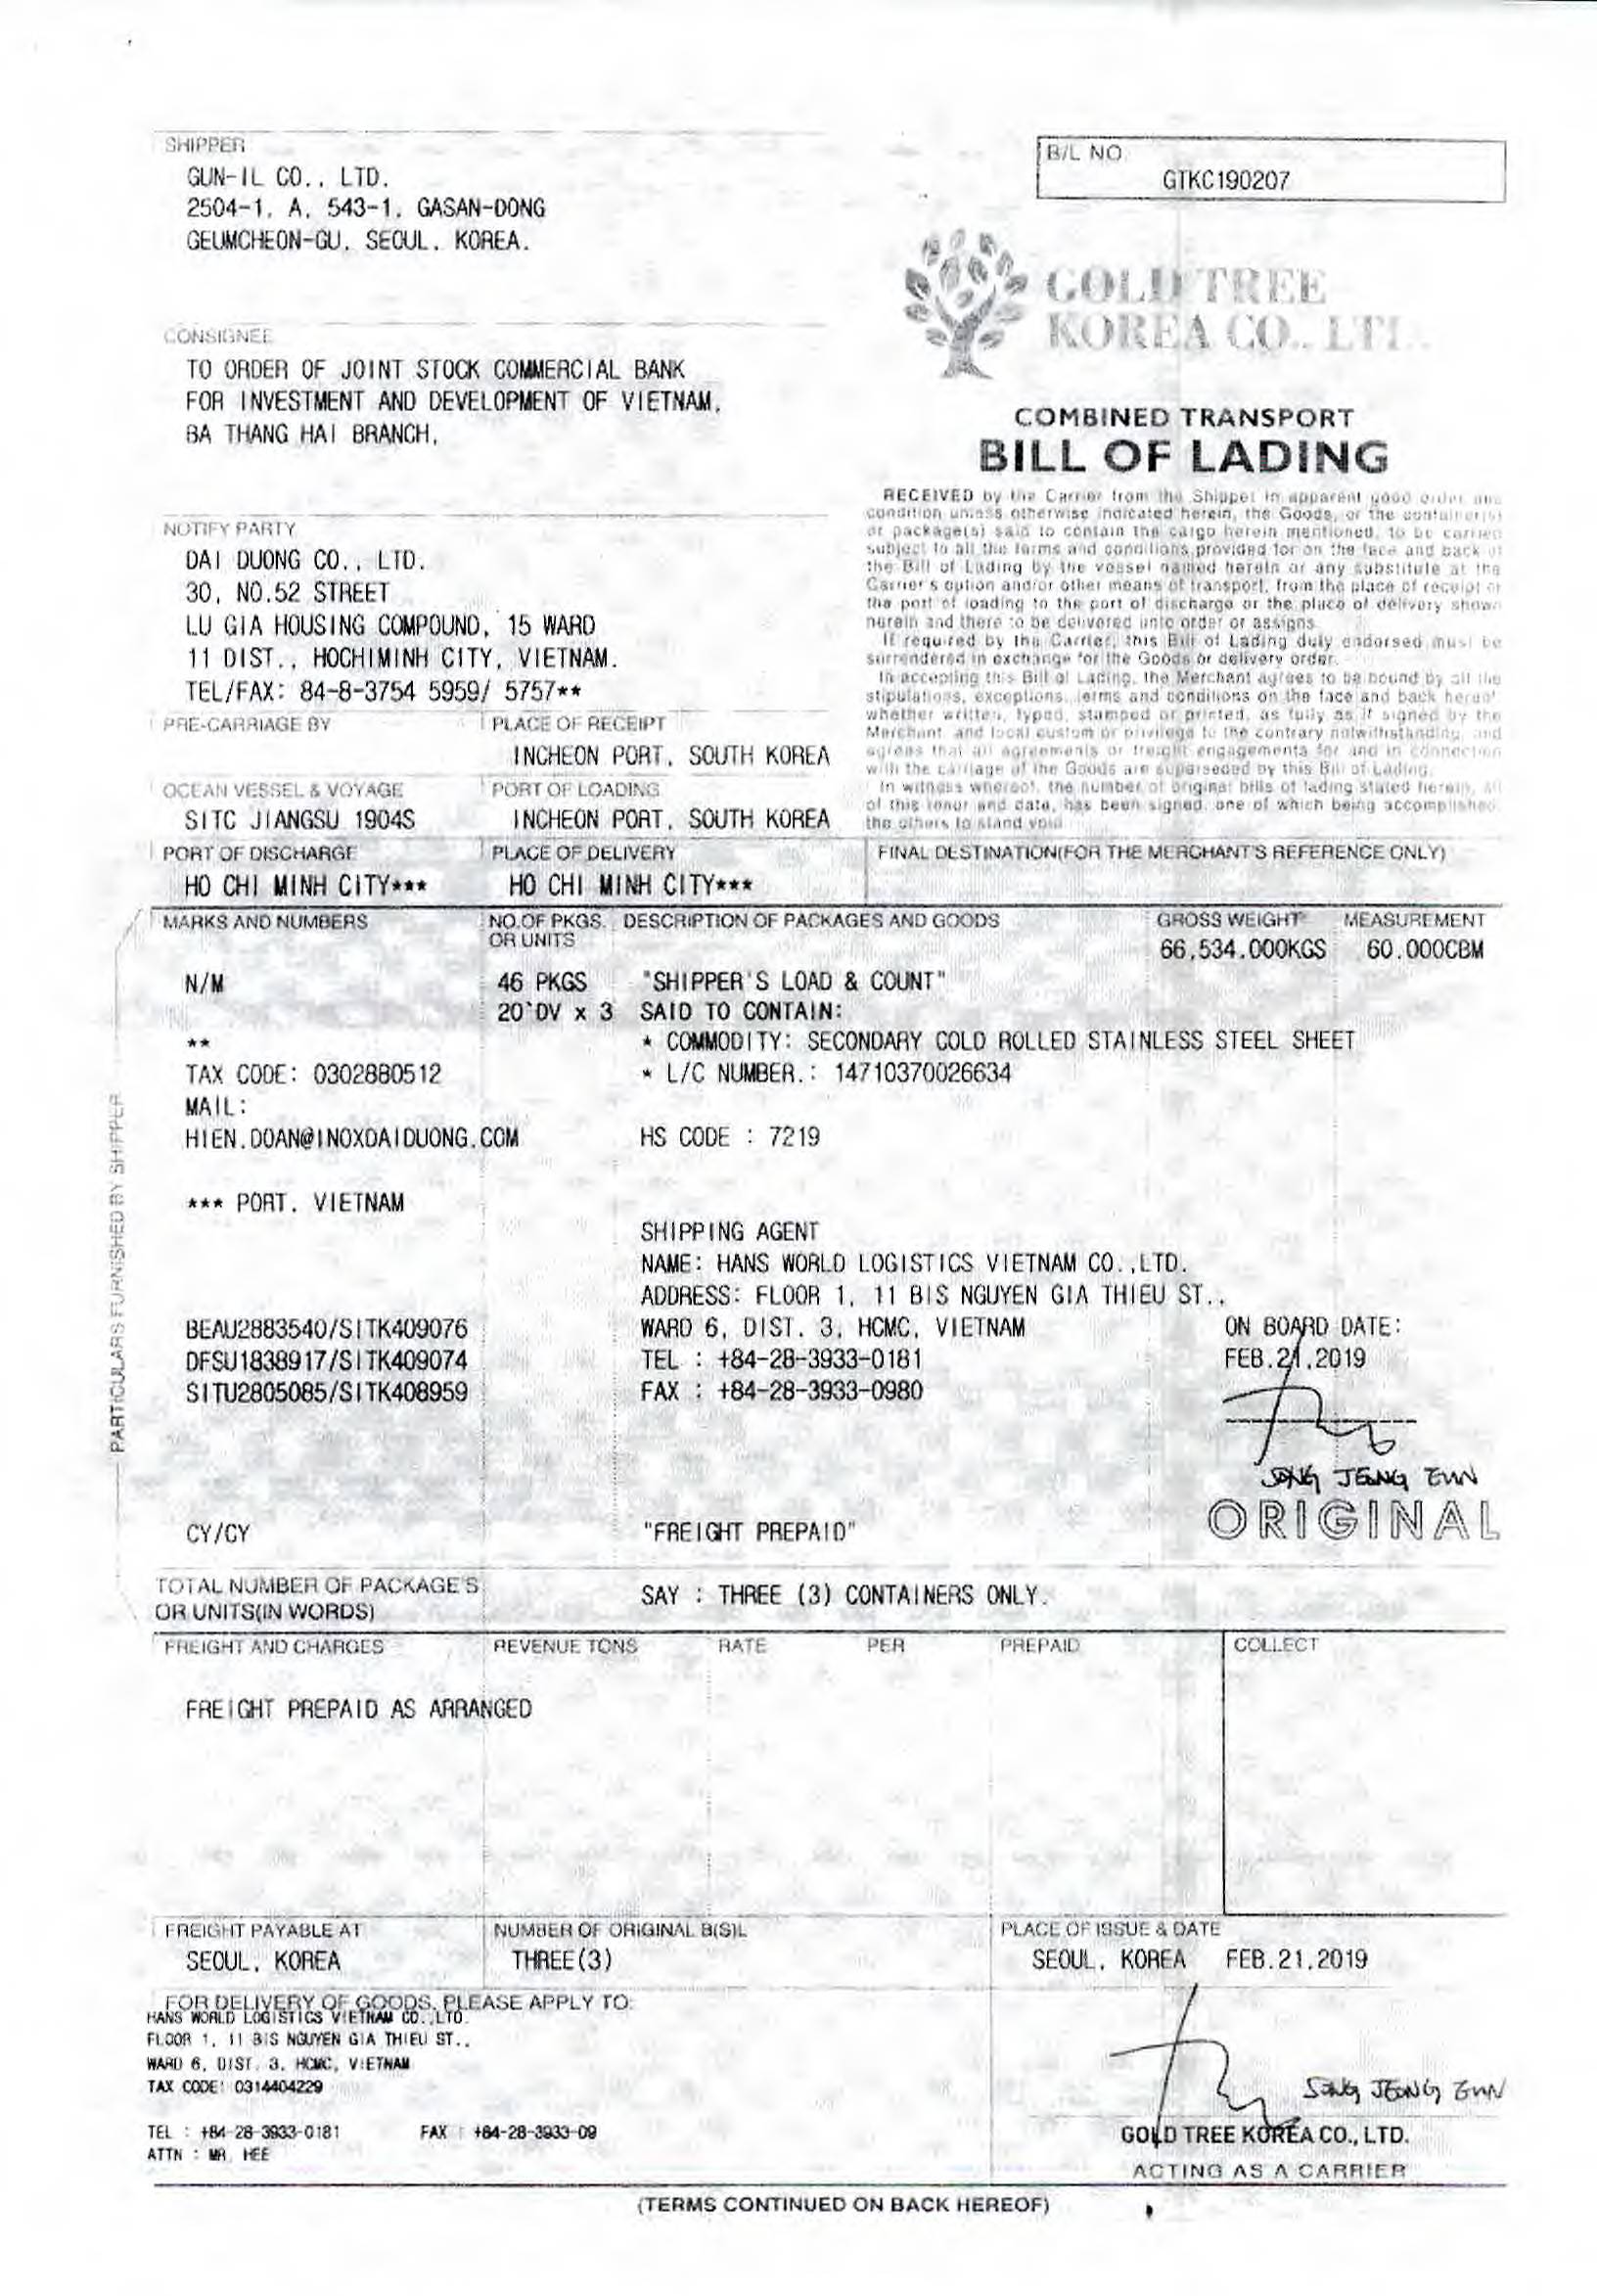 SHIPPER
GUN-IL CO., LTD.
2504-1, A, 543-1, GASAN-DONG
GEUMCHEON-GU, SEOUL, KOREA.
B/L NO
GTKC190207
GOLD TREE
KOREA CO., LTD.
CONSIGNEE
TO ORDER OF JOINT STOCK COMMERCIAL BANK
FOR INVESTMENT AND DEVELOPMENT OF VIETNAM,
BA THANG HAI BRANCH,
COMBINED TRANSPORT
BILL OF LADING
RECEIVED by the Carrier from the Shipper in apparent good order and
condition unless otherwise indicated herein, the Goods, or the container(s)
or package(s) said to contain the cargo herein mentioned, to be carried
subject to all the terms and conditions provided for on the face and back of
the Bill of Lading by the vessel named herein or any substitute at the
Carrier's option and/or other means of transport, from the place of receipt or
the port of loading to the port of discharge or the place of delivery shown
herein and there to be delivered unto order or assigns.
If required by the Carrier, this Bill of Lading duly endorsed must be
surrendered in exchange for the Goods or delivery order.
In accepting this Bill of Lading, the Merchant agrees to be bound by all the
stipulations, exceptions, terms and conditions on the face and back hereof,
whether written, typed, stamped or printed, as fully as if signed by the
Merchant, and local custom or privilege to the contrary notwithstanding, and
agrees that all agreements or freight engagements for and in connection
with the carriage of the Goods are superseded by this Bill of Lading.
In witness whereof, the number of original bills of lading stated herein, all
of this tenor and date, has been signed, one of which being accomplished,
the others to stand void.
NOTIFY PARTY
DAI DUONG CO., LTD.
30, NO.52 STREET
LU GIA HOUSING COMPOUND, 15 WARD
11 DIST., HOCHIMINH CITY, VIETNAM.
TEL/FAX: 84-8-3754 5959/ 5757**
PRE-CARRIAGE BY
PLACE OF RECEIPT
INCHEON PORT, SOUTH KOREA
OCEAN VESSEL & VOYAGE
PORT OF LOADING
SITC JIANGSU 1904S
INCHEON PORT, SOUTH KOREA
PORT OF DISCHARGE
PLACE OF DELIVERY
FINAL DESTINATION(FOR THE MERCHANT'S REFERENCE ONLY)
HO CHI MINH CITY***
HO CHI MINH CITY***
MARKS AND NUMBERS
NO.OF PKGS.
OR UNITS
DESCRIPTION OF PACKAGES AND GOODS
GROSS WEIGHT
MEASUREMENT
66,534.000KGS
60.000CBM
N/M
46 PKGS
"SHIPPER'S LOAD & COUNT"
20'DV x 3
SAID TO CONTAIN:
**
* COMMODITY: SECONDARY COLD ROLLED STAINLESS STEEL SHEET
TAX CODE: 0302880512
* L/C NUMBER.: 14710370026634
MAIL:
HIEN.DOAN@INOXDAIDUONG.COM
HS CODE : 7219
*** PORT, VIETNAM
SHIPPING AGENT
NAME: HANS WORLD LOGISTICS VIETNAM CO.,LTD.
ADDRESS: FLOOR 1, 11 BIS NGUYEN GIA THIEU ST.,
BEAU2883540/SITK409076
WARD 6, DIST. 3, HCMC, VIETNAM
ON BOARD DATE:
DFSU1838917/SITK409074
TEL : +84-28-3933-0181
FEB.21.2019
SITU2805085/SITK408959
FAX : +84-28-3933-0980
SONG JEONG EUN
ORIGINAL
CY/CY
"FREIGHT PREPAID"
PARTICULARS FURNISHED BY SHIPPER
TOTAL NUMBER OF PACKAGE'S
OR UNITS(IN WORDS)
SAY : THREE (3) CONTAINERS ONLY.
FREIGHT AND CHARGES
REVENUE TONS
RATE
PER
PREPAID
COLLECT
FREIGHT PREPAID AS ARRANGED
FREIGHT PAYABLE AT
NUMBER OF ORIGINAL B(S)L
PLACE OF ISSUE & DATE
SEOUL, KOREA
THREE(3)
SEOUL, KOREA FEB.21.2019
FOR DELIVERY OF GOODS, PLEASE APPLY TO:
HANS WORLD LOGISTICS VIETNAM CO.,LTD.
FLOOR 1, 11 BIS NGUYEN GIA THIEU ST.,
WARD 6, DIST. 3, HCMC, VIETNAM
TAX CODE: 0314404229
TEL : +84-28-3933-0181 FAX : +84-28-3933-09
ATTN : MR. HEE
SONG JEONG EUN
GOLD TREE KOREA CO., LTD.
ACTING AS A CARRIER
(TERMS CONTINUED ON BACK HEREOF)